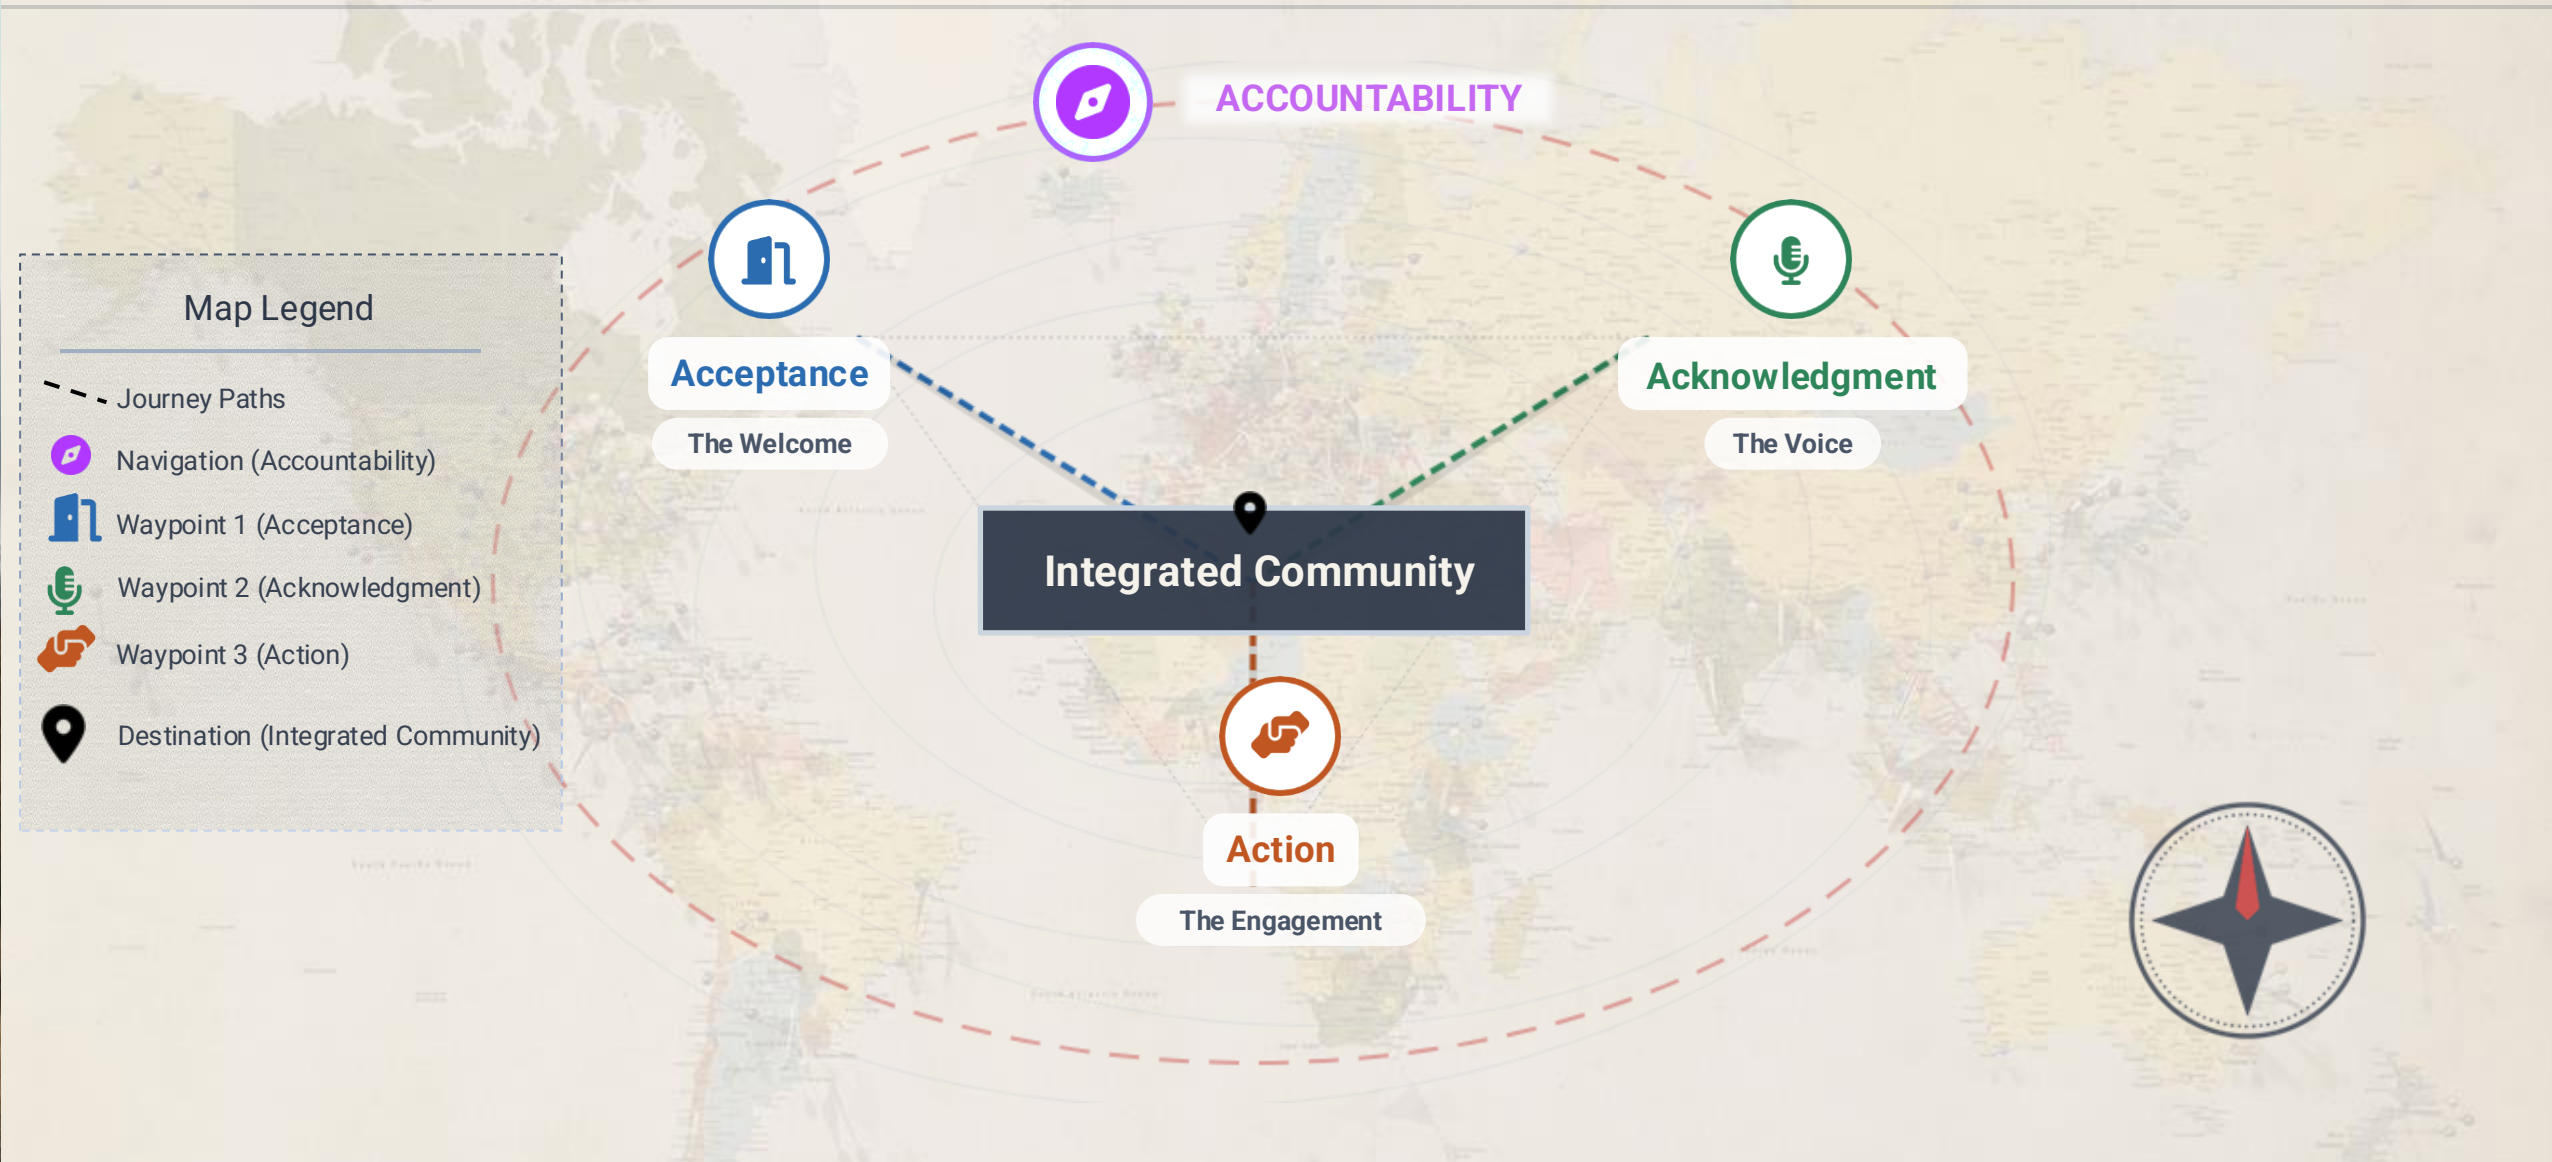 ACCOUNTABILITY
Acceptance
The Welcome
Acknowledgment
The Voice
Map Legend
Journey Paths
Navigation (Accountability)
Waypoint 1 (Acceptance)
Waypoint 2 (Acknowledgment)
Waypoint 3 (Action)
Destination (Integrated Community)
Integrated Community
Action
The Engagement